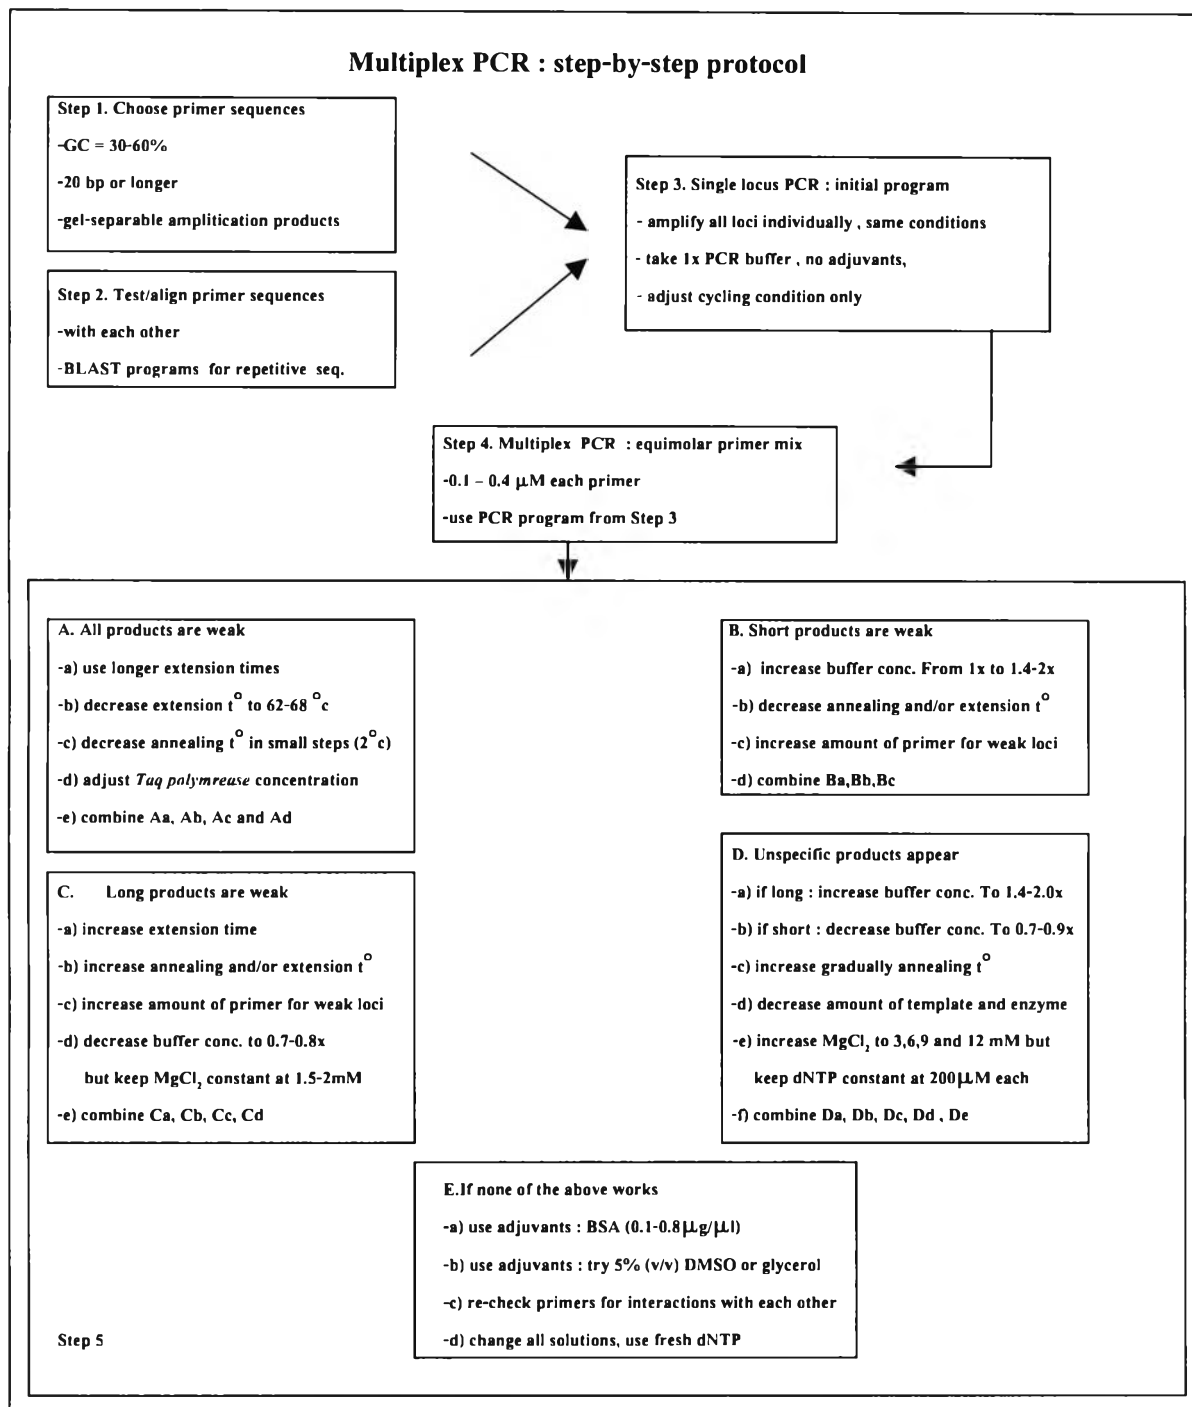 Multiplex PCR : step-by-step protocol
Step 1. Choose primer sequences
-GC = 30-60%
-20 bp or longer
-gel-separable amplitication products
Step 2. Test/align primer sequences
-with each other
-BLAST programs for repetitive seq.
Step 3. Single locus PCR : initial program
- amplify all loci individually , same conditions
- take 1x PCR buffer , no adjuvants,
- adjust cycling condition only
Step 4. Multiplex PCR : equimolar primer mix
-0.1 – 0.4 μM each primer
-use PCR program from Step 3
A. All products are weak
-a) use longer extension times
-b) decrease extension t° to 62-68 °c
-c) decrease annealing t° in small steps (2°c)
-d) adjust Taq polymrease concentration
-e) combine Aa, Ab, Ac and Ad
B. Short products are weak
-a) increase buffer conc. From 1x to 1.4-2x
-b) decrease annealing and/or extension t°
-c) increase amount of primer for weak loci
-d) combine Ba,Bb,Bc
C. Long products are weak
-a) increase extension time
-b) increase annealing and/or extension t°
-c) increase amount of primer for weak loci
-d) decrease buffer conc. to 0.7-0.8x
but keep MgCl₂ constant at 1.5-2mM
-e) combine Ca, Cb, Cc, Cd
D. Unspecific products appear
-a) if long : increase buffer conc. To 1.4-2.0x
-b) if short : decrease buffer conc. To 0.7-0.9x
-c) increase gradually annealing t°
-d) decrease amount of template and enzyme
-e) increase MgCl₂ to 3,6,9 and 12 mM but
keep dNTP constant at 200μM each
-f) combine Da, Db, Dc, Dd , De
E.If none of the above works
-a) use adjuvants : BSA (0.1-0.8μg/μl)
-b) use adjuvants : try 5% (v/v) DMSO or glycerol
-c) re-check primers for interactions with each other
-d) change all solutions, use fresh dNTP
Step 5